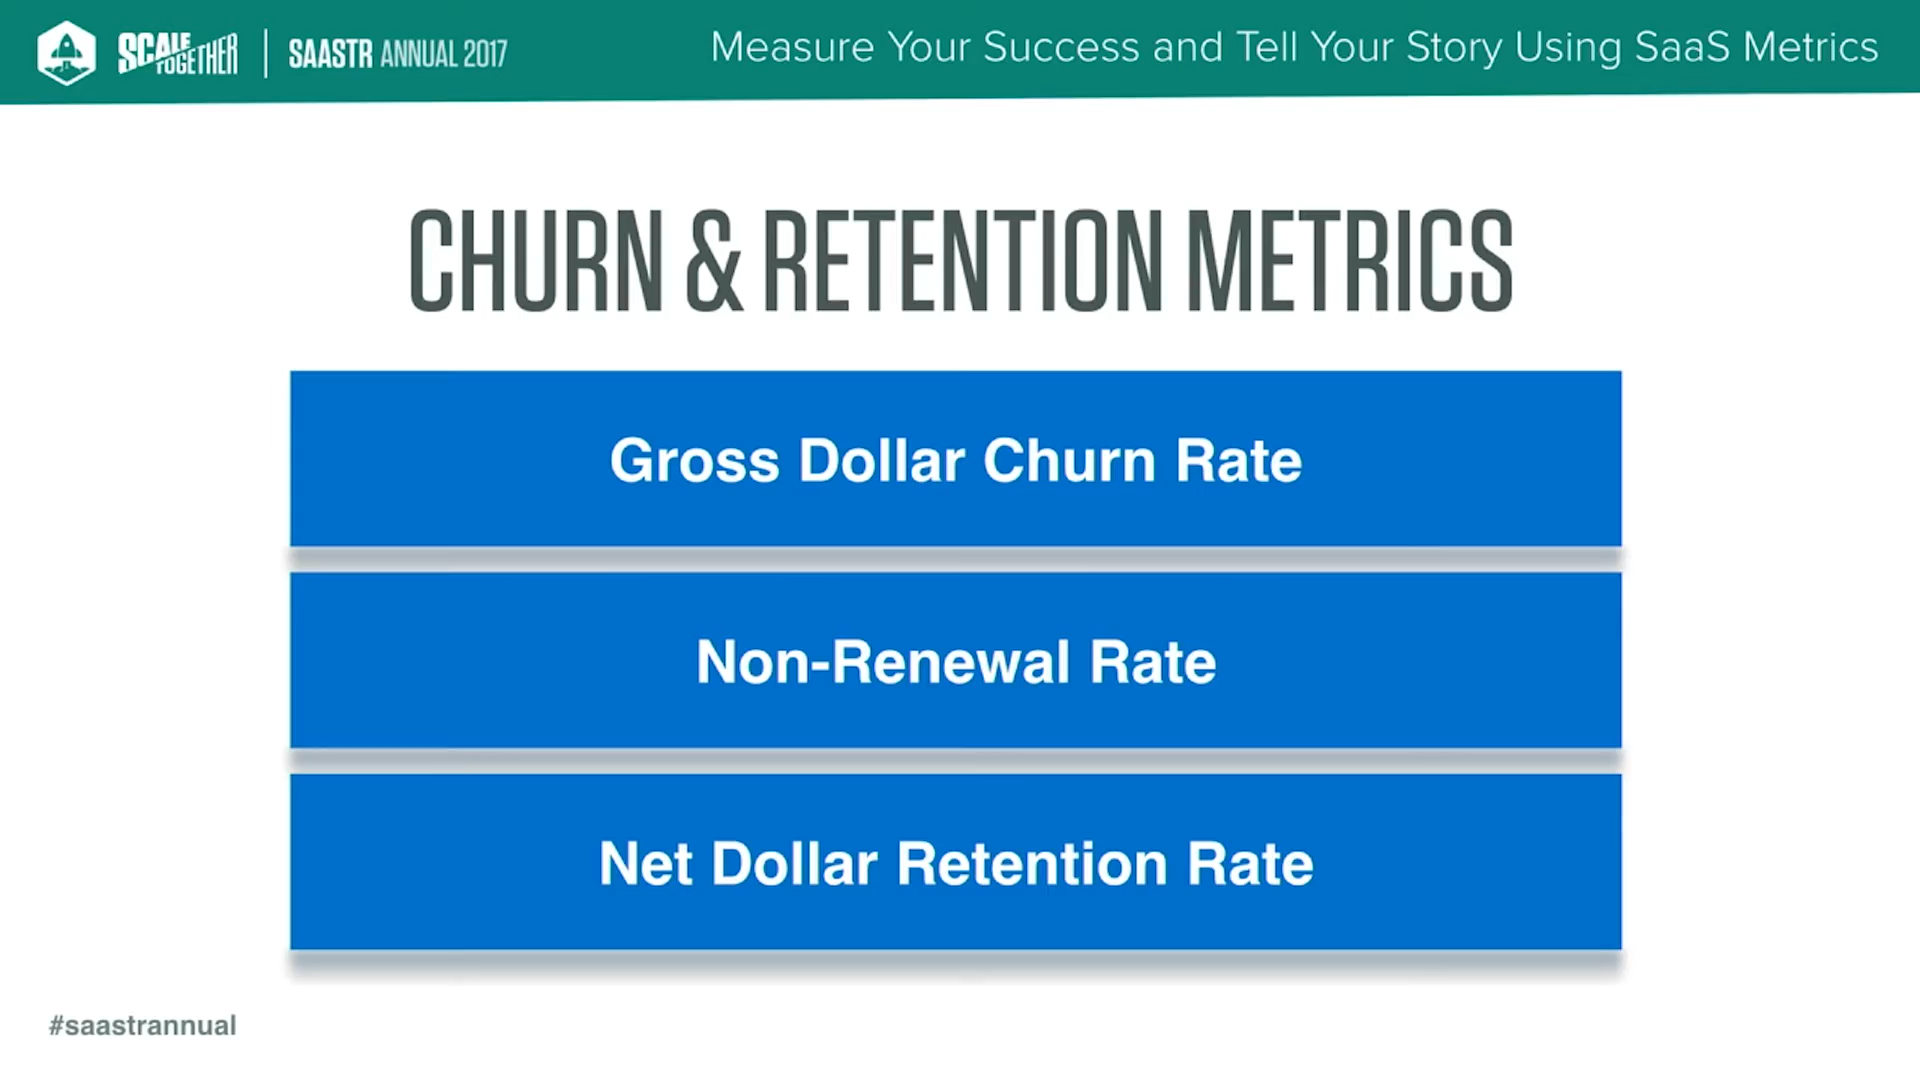 SCALE TOGETHER | SAASTR ANNUAL 2017
Measure Your Success and Tell Your Story Using SaaS Metrics
CHURN & RETENTION METRICS
Gross Dollar Churn Rate
Non-Renewal Rate
Net Dollar Retention Rate
#saastrannual